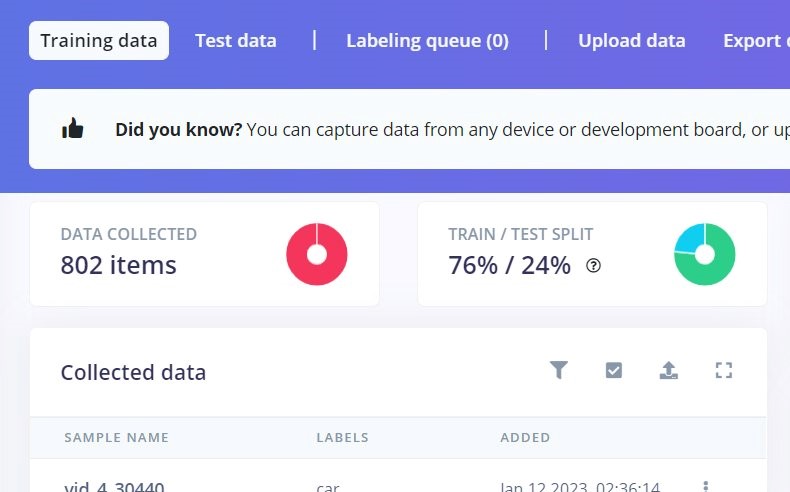 Training data Test data | Labeling queue (0) | Upload data Export
Did you know? You can capture data from any device or development board, or
DATA COLLECTED
802 items
TRAIN / TEST SPLIT
76% / 24%
Collected data
SAMPLE NAME LABELS ADDED
vid_4_30440 car Jan 12 2023, 02:36:14